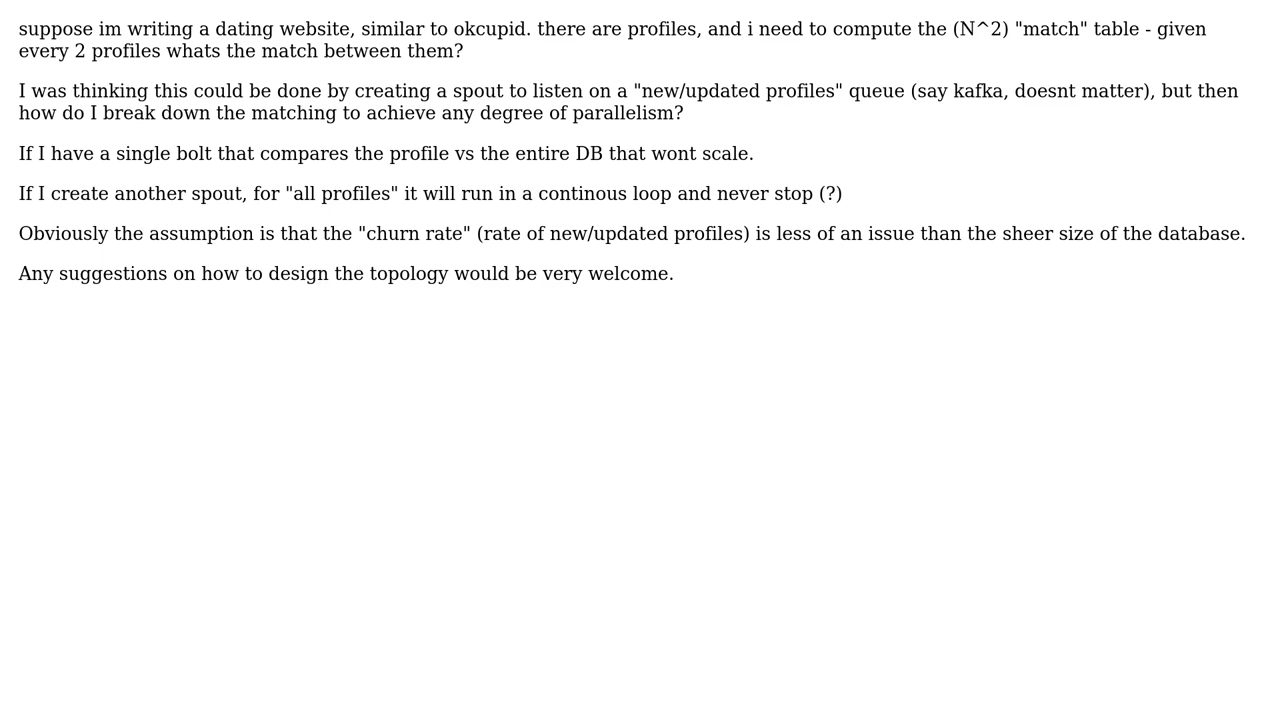 suppose im writing a dating website, similar to okcupid. there are profiles, and i need to compute the (N^2) "match" table - given
every 2 profiles whats the match between them?
I was thinking this could be done by creating a spout to listen on a "new/updated profiles" queue (say kafka, doesnt matter), but then
how do I break down the matching to achieve any degree of parallelism?
If I have a single bolt that compares the profile vs the entire DB that wont scale.
If I create another spout, for "all profiles" it will run in a continous loop and never stop (?)
Obviously the assumption is that the "churn rate" (rate of new/updated profiles) is less of an issue than the sheer size of the database.
Any suggestions on how to design the topology would be very welcome.